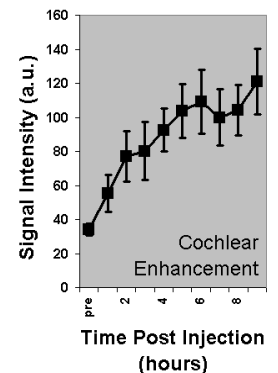 160
140
120
100
80
60
40
20
0
Signal Intensity (a.u.)
Cochlear
Enhancement
pre 2 4 6 8
Time Post Injection
(hours)